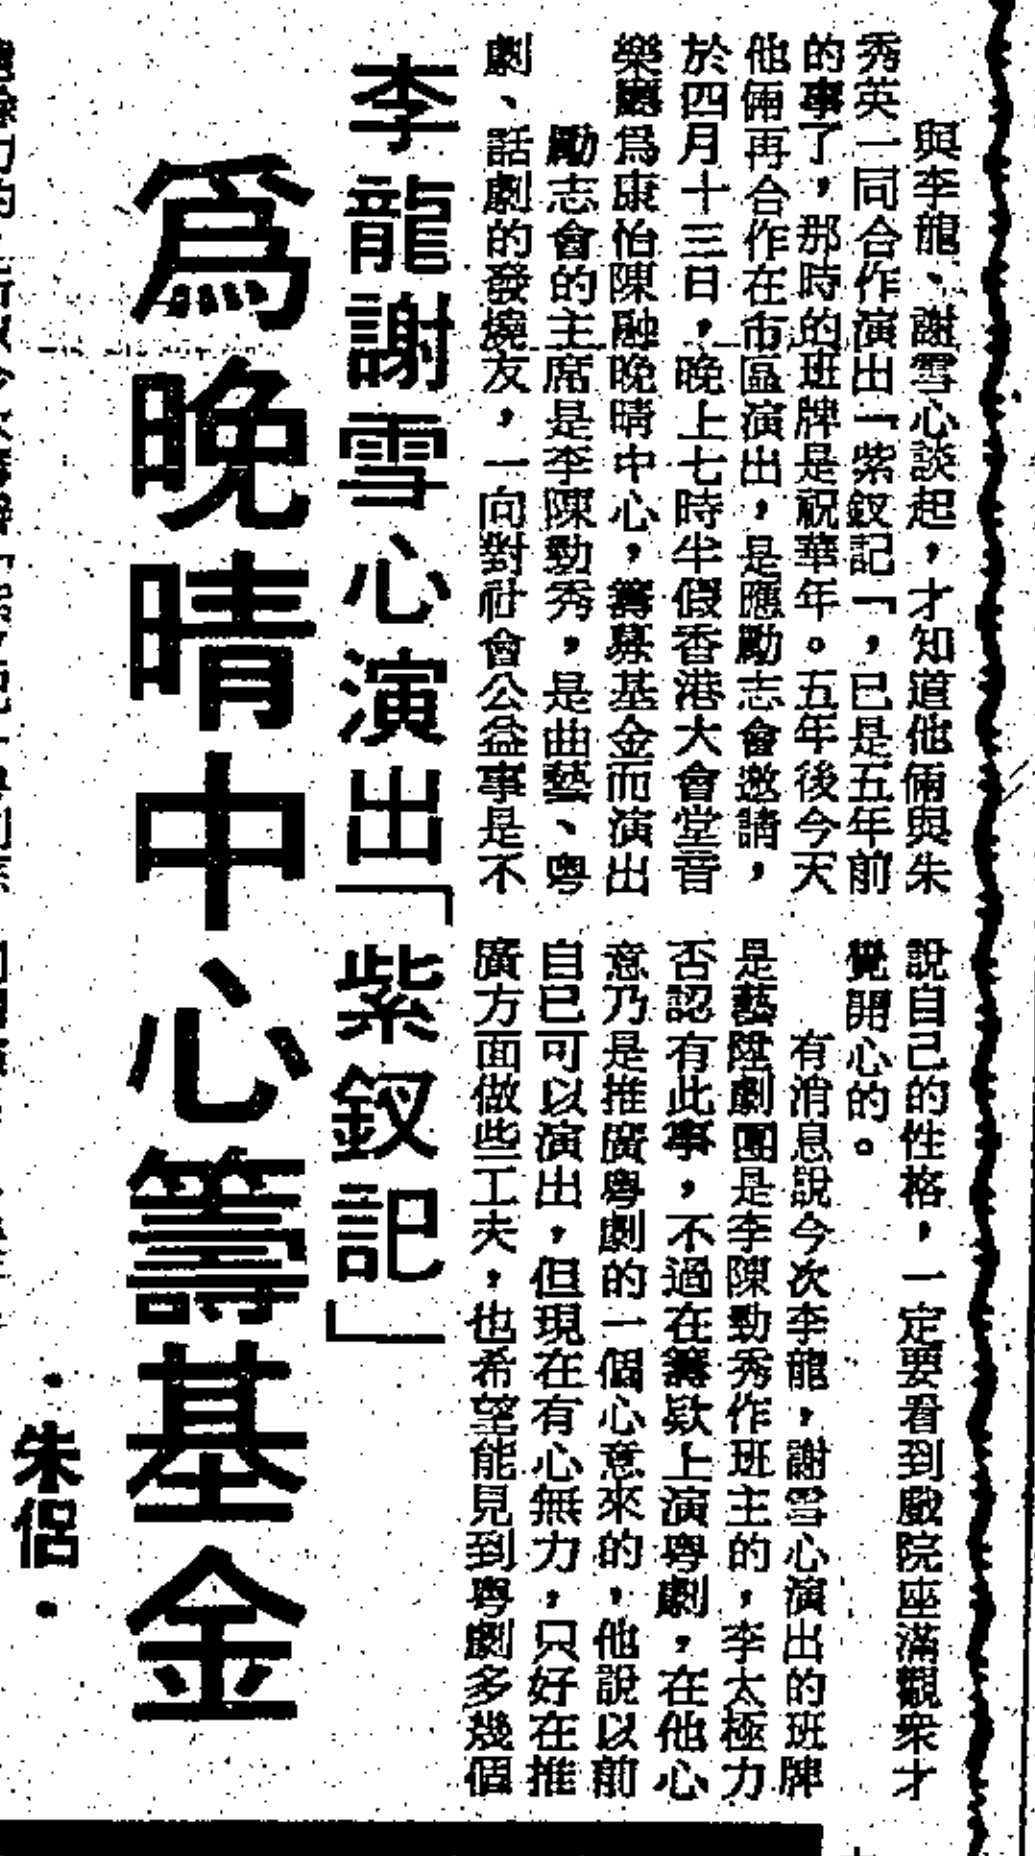 李龍謝雪心演出「紫釵記」
爲晚晴中心籌基金
·朱侶·
與李龍、謝雪心談起，才知道他倆與朱
秀英一同合作演出「紫釵記「，已是五年前
的事了，那時的班牌是祝華年。五年後今天
他倆再合作在市區演出，是應勵志會邀請，
於四月十三日，晚上七時半假香港大會堂音
樂廳爲康怡陳融晚晴中心，籌募基金而演出
勵志會的主席是李陳勁秀，是曲藝、粵
劇、話劇的發燒友，一向對社會公益事是不
說自己的性格，一定要看到戲院座滿觀衆才
覺開心的。
有消息說今次李龍，謝雪心演出的班牌
是藝陞劇團是李陳勁秀作班主的，李太極力
否認有此事，不過在籌欵上演粵劇，在他心
意乃是推廣粵劇的一個心意來的，他說以前
自已可以演出，但現在有心無力，只好在推
廣方面做些工夫，也希望能見到粵劇多幾個